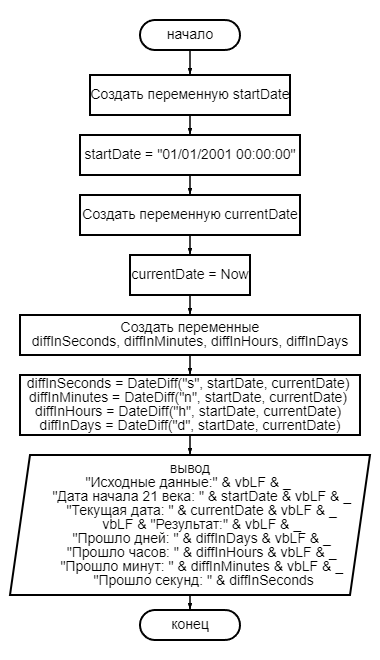 начало
Создать переменную startDate
startDate = "01/01/2001 00:00:00"
Создать переменную currentDate
currentDate = Now
Создать переменные
diffInSeconds, diffInMinutes, diffInHours, diffInDays
diffInSeconds = DateDiff("s", startDate, currentDate)
diffInMinutes = DateDiff("n", startDate, currentDate)
diffInHours = DateDiff("h", startDate, currentDate)
diffInDays = DateDiff("d", startDate, currentDate)
вывод
"Исходные данные:" & vbLF & _
"Дата начала 21 века: " & startDate & vbLF & _
"Текущая дата: " & currentDate & vbLF & _
vbLF & "Результат:" & vbLF & _
"Прошло дней: " & diffInDays & vbLF & _
"Прошло часов: " & diffInHours & vbLF & _
"Прошло минут: " & diffInMinutes & vbLF & _
"Прошло секунд: " & diffInSeconds
конец